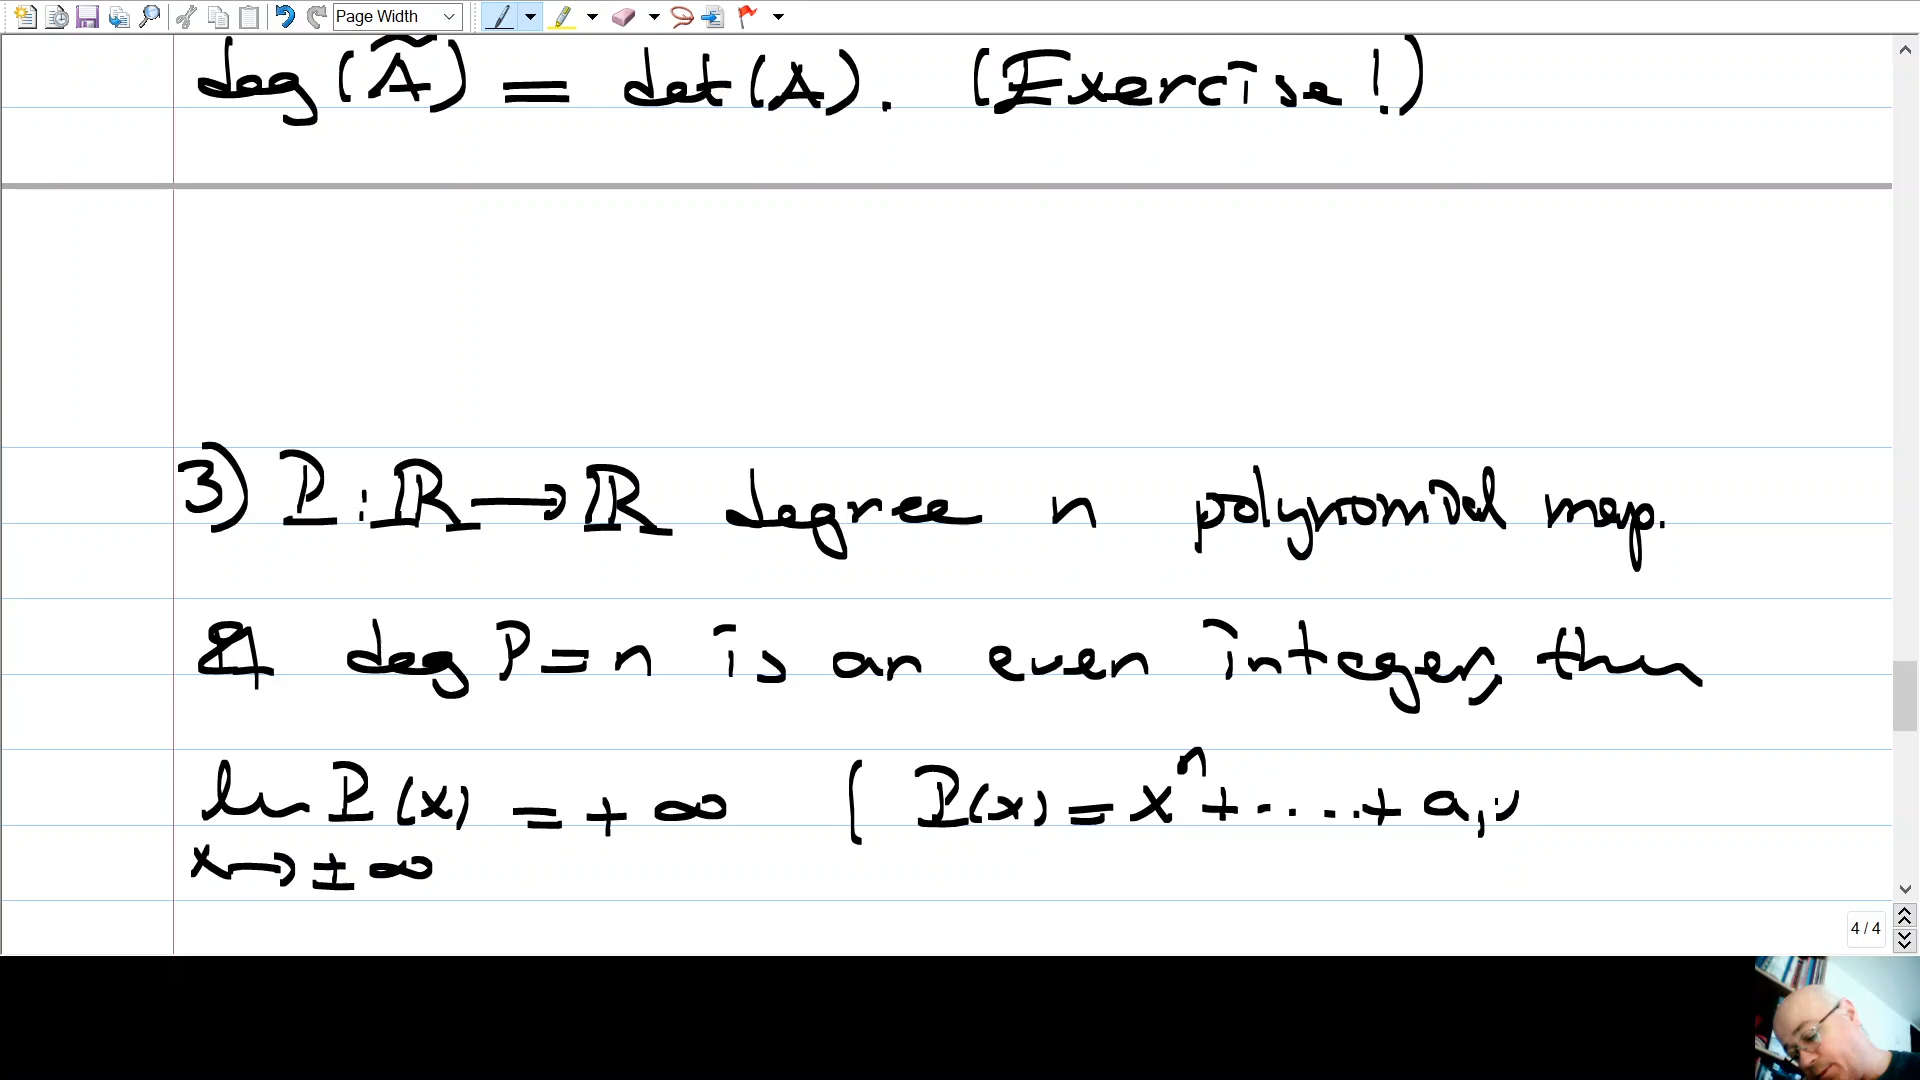 Page Width
deg(Ã) = det(A). (Exercise!)
3) P: ℝ → ℝ degree n polynomial map.
If deg P = n is an even integer, then
lim P(x) = +∞ ( P(x) = xⁿ + .... + a₁
x → ±∞
4 / 4